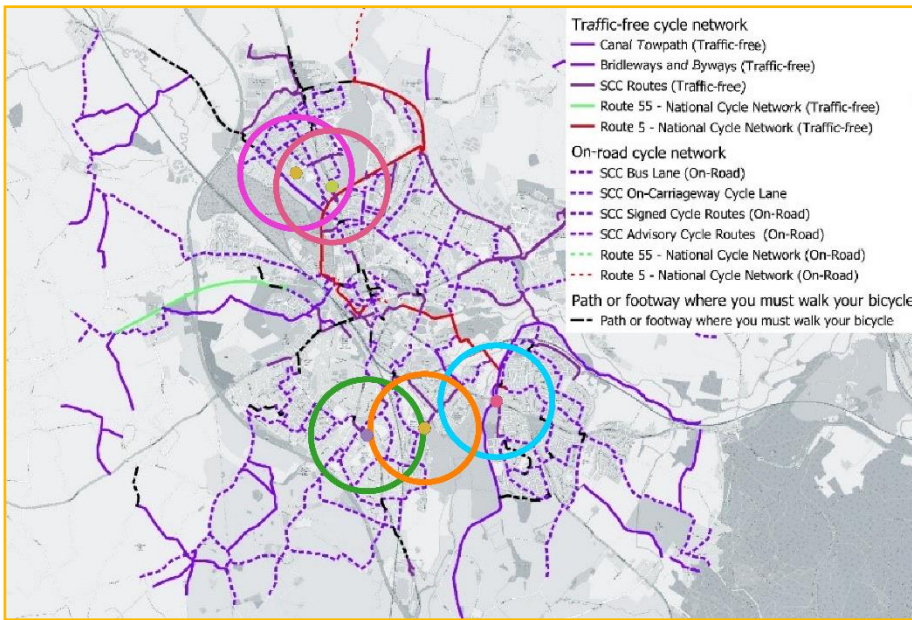 Traffic-free cycle network
Canal Towpath (Traffic-free)
Bridleways and Byways (Traffic-free)
SCC Routes (Traffic-free)
Route 55 - National Cycle Network (Traffic-free)
Route 5 - National Cycle Network (Traffic-free)
On-road cycle network
SCC Bus Lane (On-Road)
SCC On-Carriageway Cycle Lane
SCC Signed Cycle Routes (On-Road)
SCC Advisory Cycle Routes (On-Road)
Route 55 - National Cycle Network (On-Road)
Route 5 - National Cycle Network (On-Road)
Path or footway where you must walk your bicycle
Path or footway where you must walk your bicycle